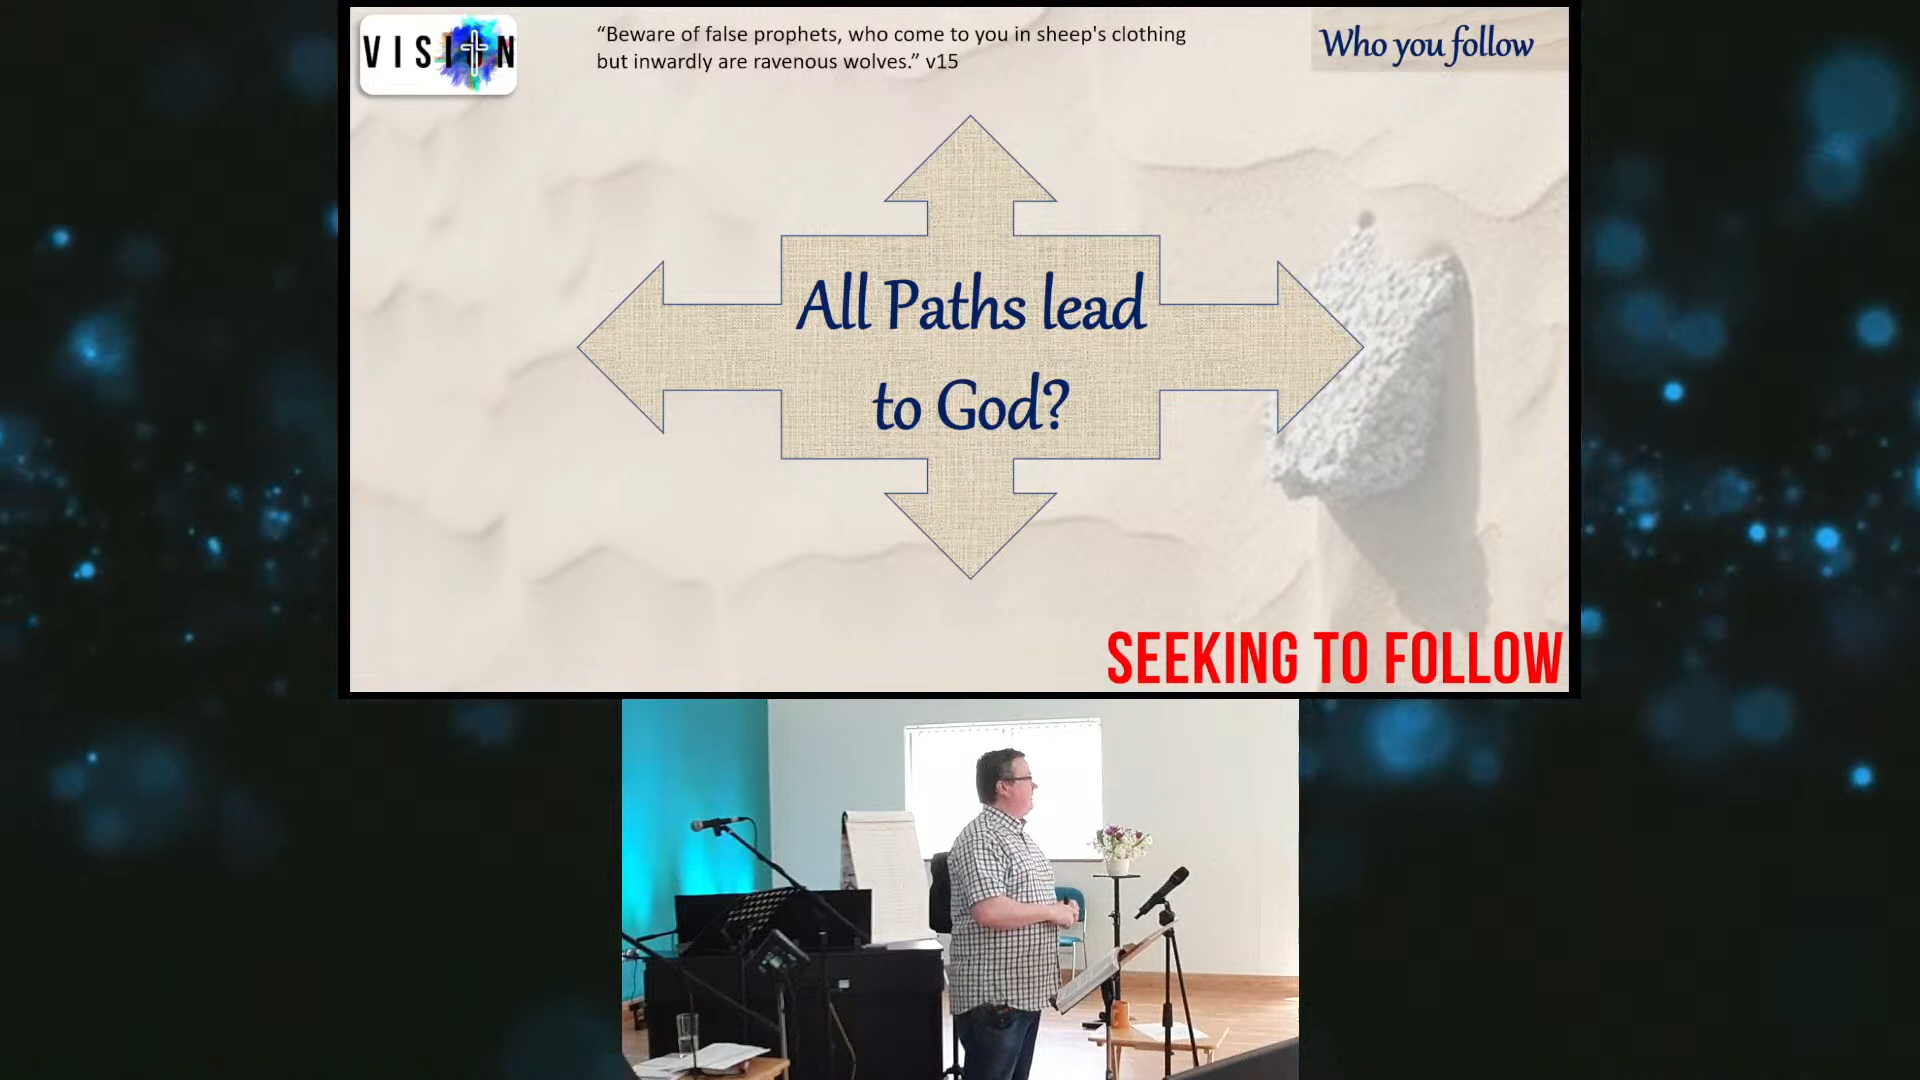 VISION
“Beware of false prophets, who come to you in sheep's clothing
but inwardly are ravenous wolves.” v15
Who you follow
All Paths lead
to God?
SEEKING TO FOLLOW